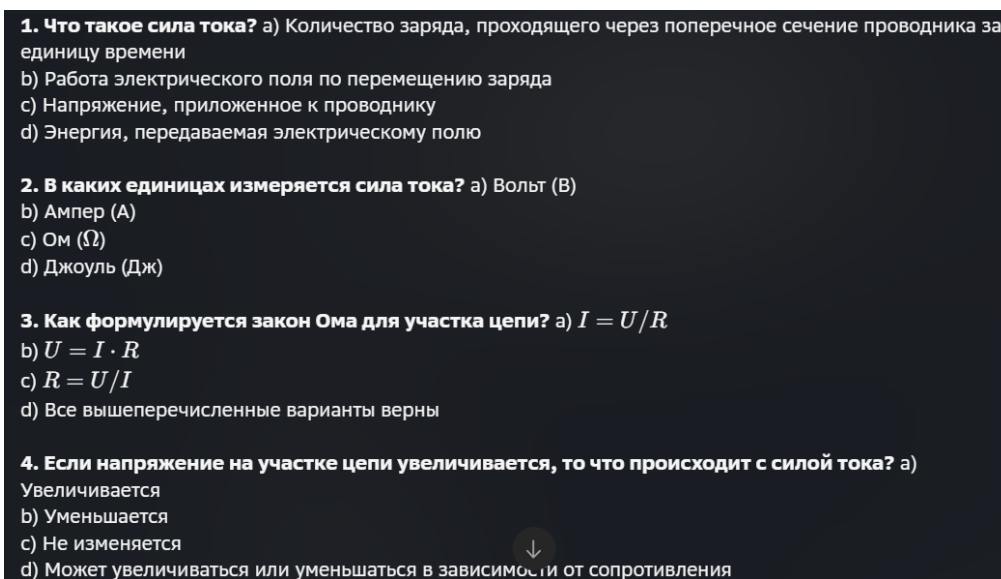 1. Что такое сила тока? a) Количество заряда, проходящего через поперечное сечение проводника за
единицу времени
b) Работа электрического поля по перемещению заряда
c) Напряжение, приложенное к проводнику
d) Энергия, передаваемая электрическому полю
2. В каких единицах измеряется сила тока? a) Вольт (В)
b) Ампер (А)
c) Ом (Ω)
d) Джоуль (Дж)
3. Как формулируется закон Ома для участка цепи? a) I = U/R
b) U = I · R
c) R = U/I
d) Все вышеперечисленные варианты верны
4. Если напряжение на участке цепи увеличивается, то что происходит с силой тока? a)
Увеличивается
b) Уменьшается
c) Не изменяется
d) Может увеличиваться или уменьшаться в зависимости от сопротивления